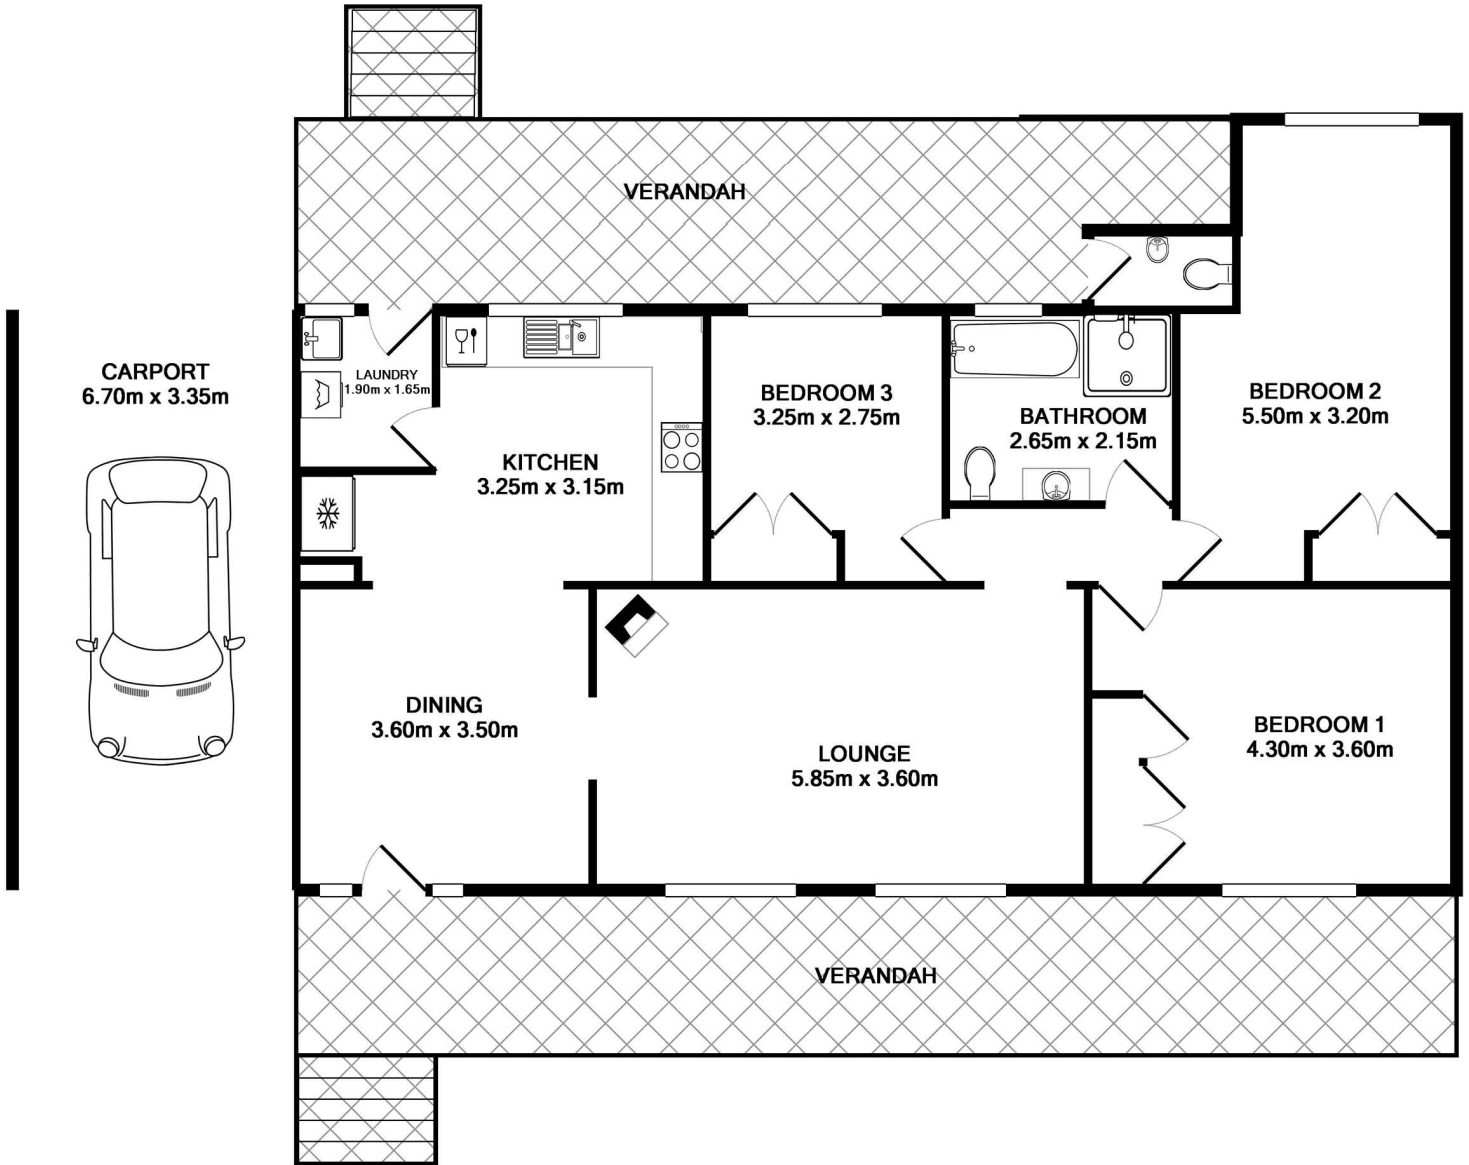 VERANDAH
CARPORT
6.70m x 3.35m
LAUNDRY
1.90m x 1.65m
KITCHEN
3.25m x 3.15m
BEDROOM 3
3.25m x 2.75m
BATHROOM
2.65m x 2.15m
BEDROOM 2
5.50m x 3.20m
DINING
3.60m x 3.50m
LOUNGE
5.85m x 3.60m
BEDROOM 1
4.30m x 3.60m
VERANDAH